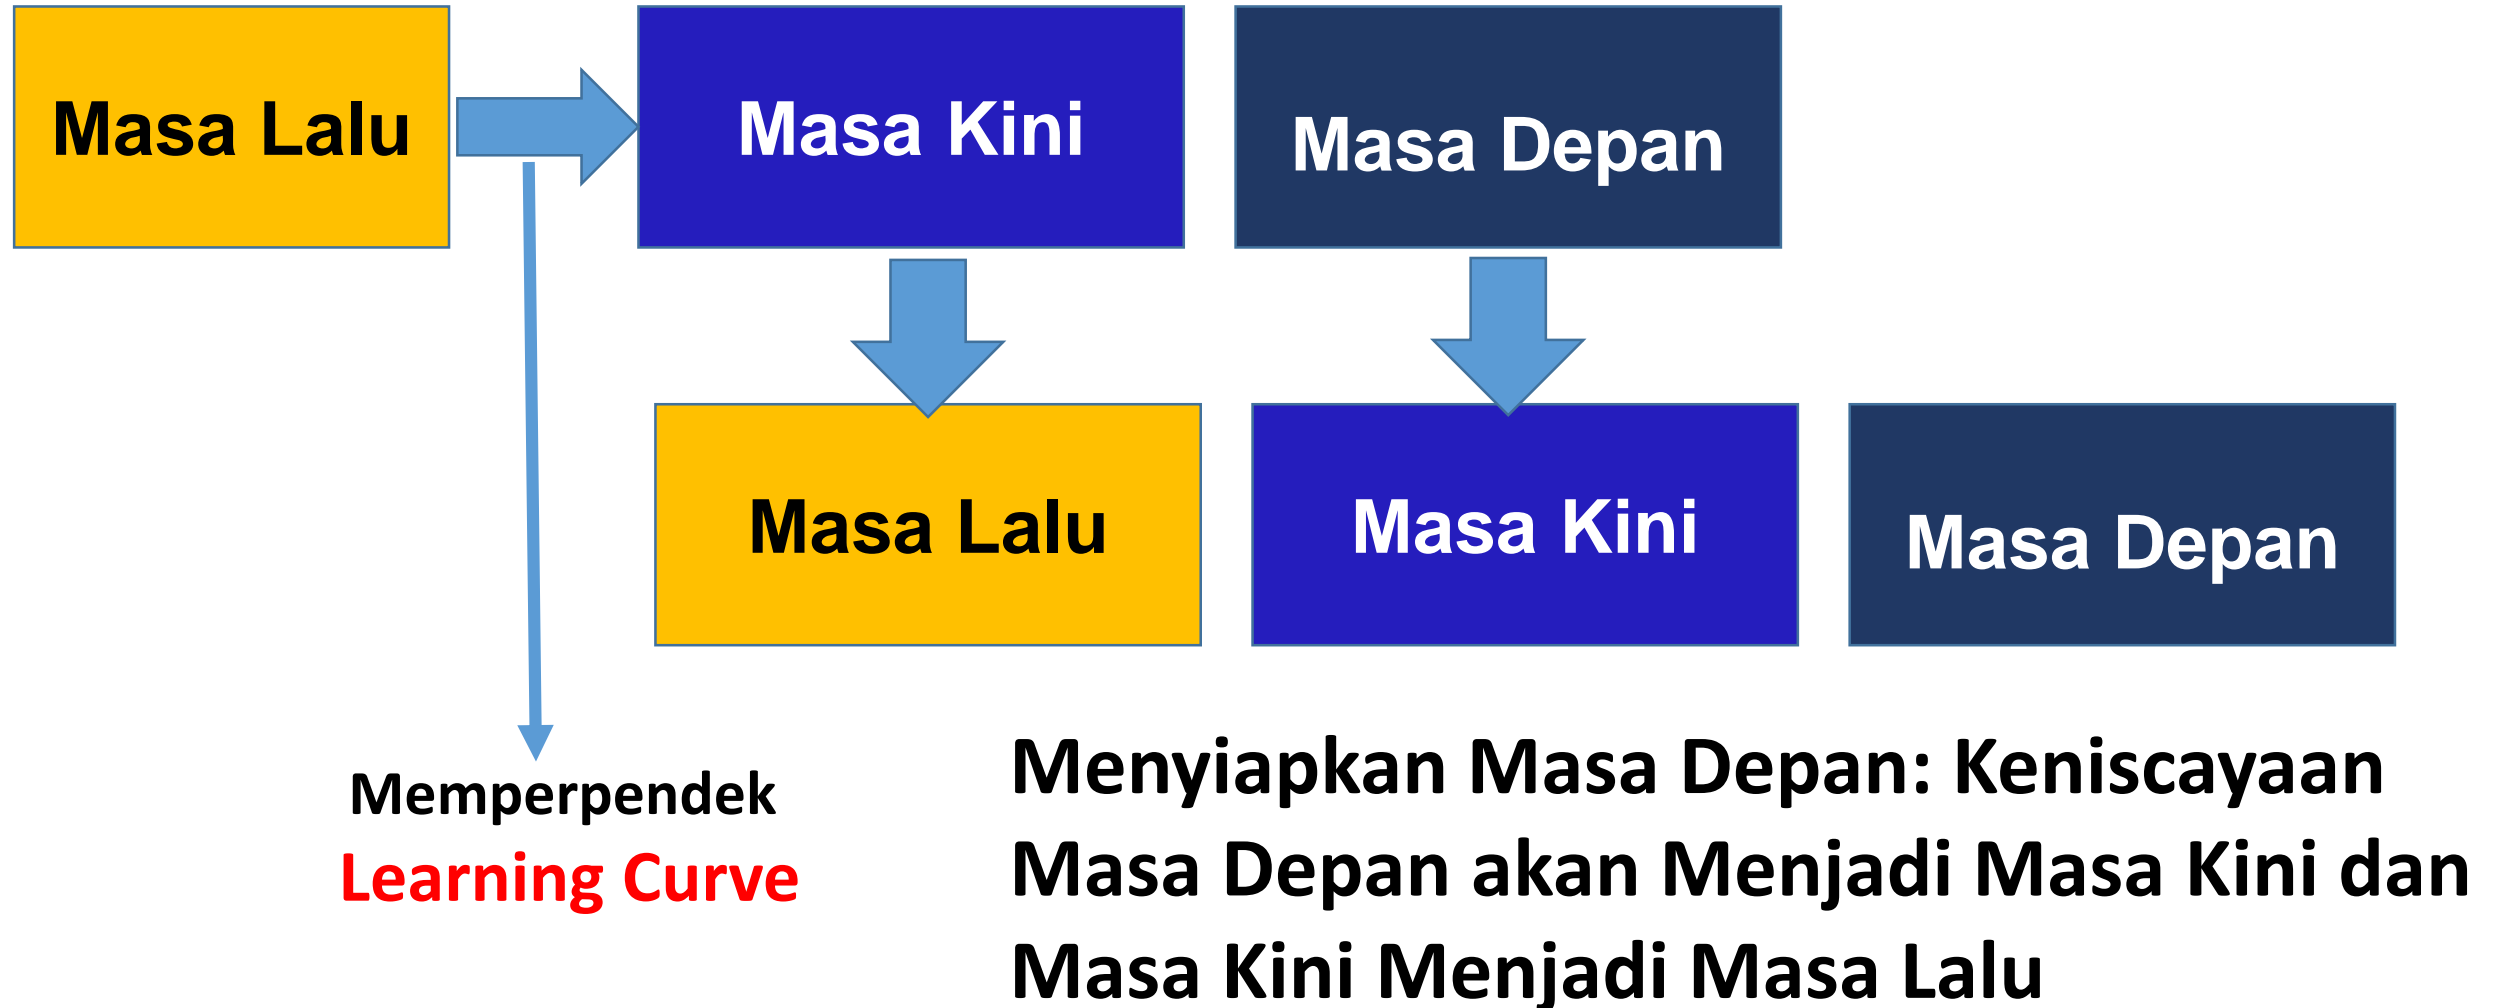 Masa Lalu
Masa Kini
Masa Depan
Masa Lalu
Masa Kini
Masa Depan
Memperpendek
Learning Curve
Menyiapkan Masa Depan: Keniscayaan
Masa Depan akan Menjadi Masa Kini dan
Masa Kini Menjadi Masa Lalu